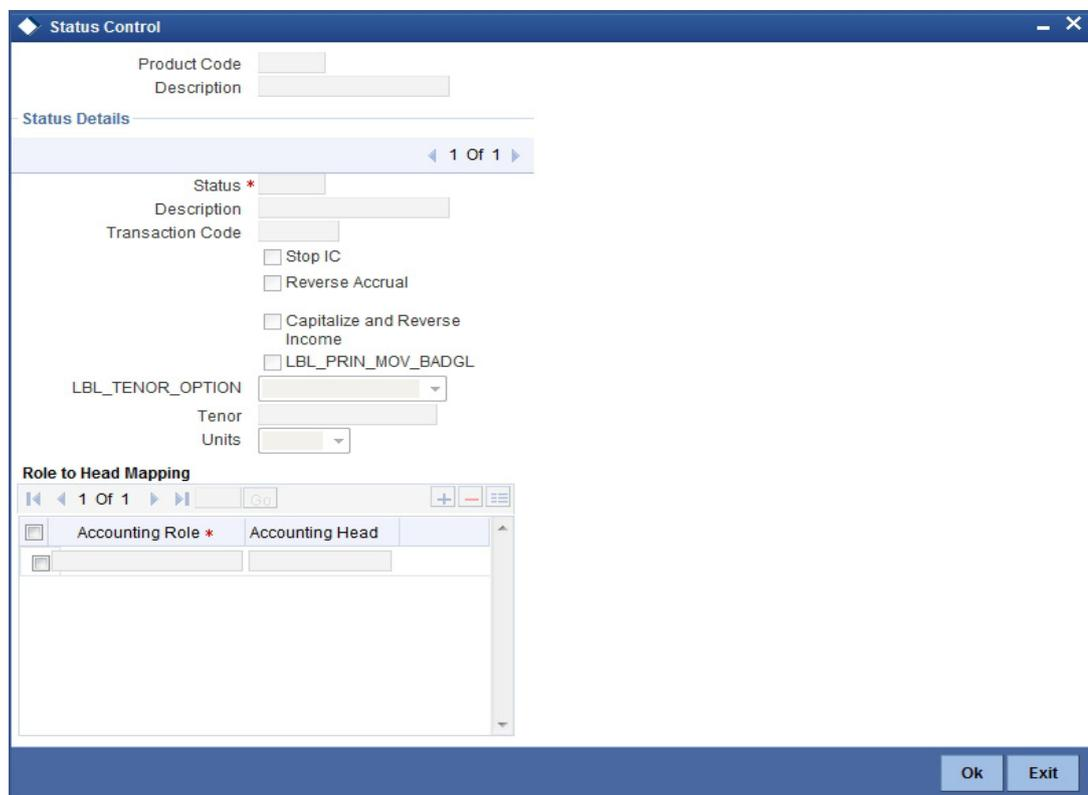 Status Control
Product Code
Description
Status Details
1 Of 1
Status *
Description
Transaction Code
Stop IC
Reverse Accrual
Capitalize and Reverse
Income
LBL_PRIN_MOV_BADGL
LBL_TENOR_OPTION
Tenor
Units
Role to Head Mapping
1 Of 1 Go
Accounting Role * Accounting Head
Ok Exit